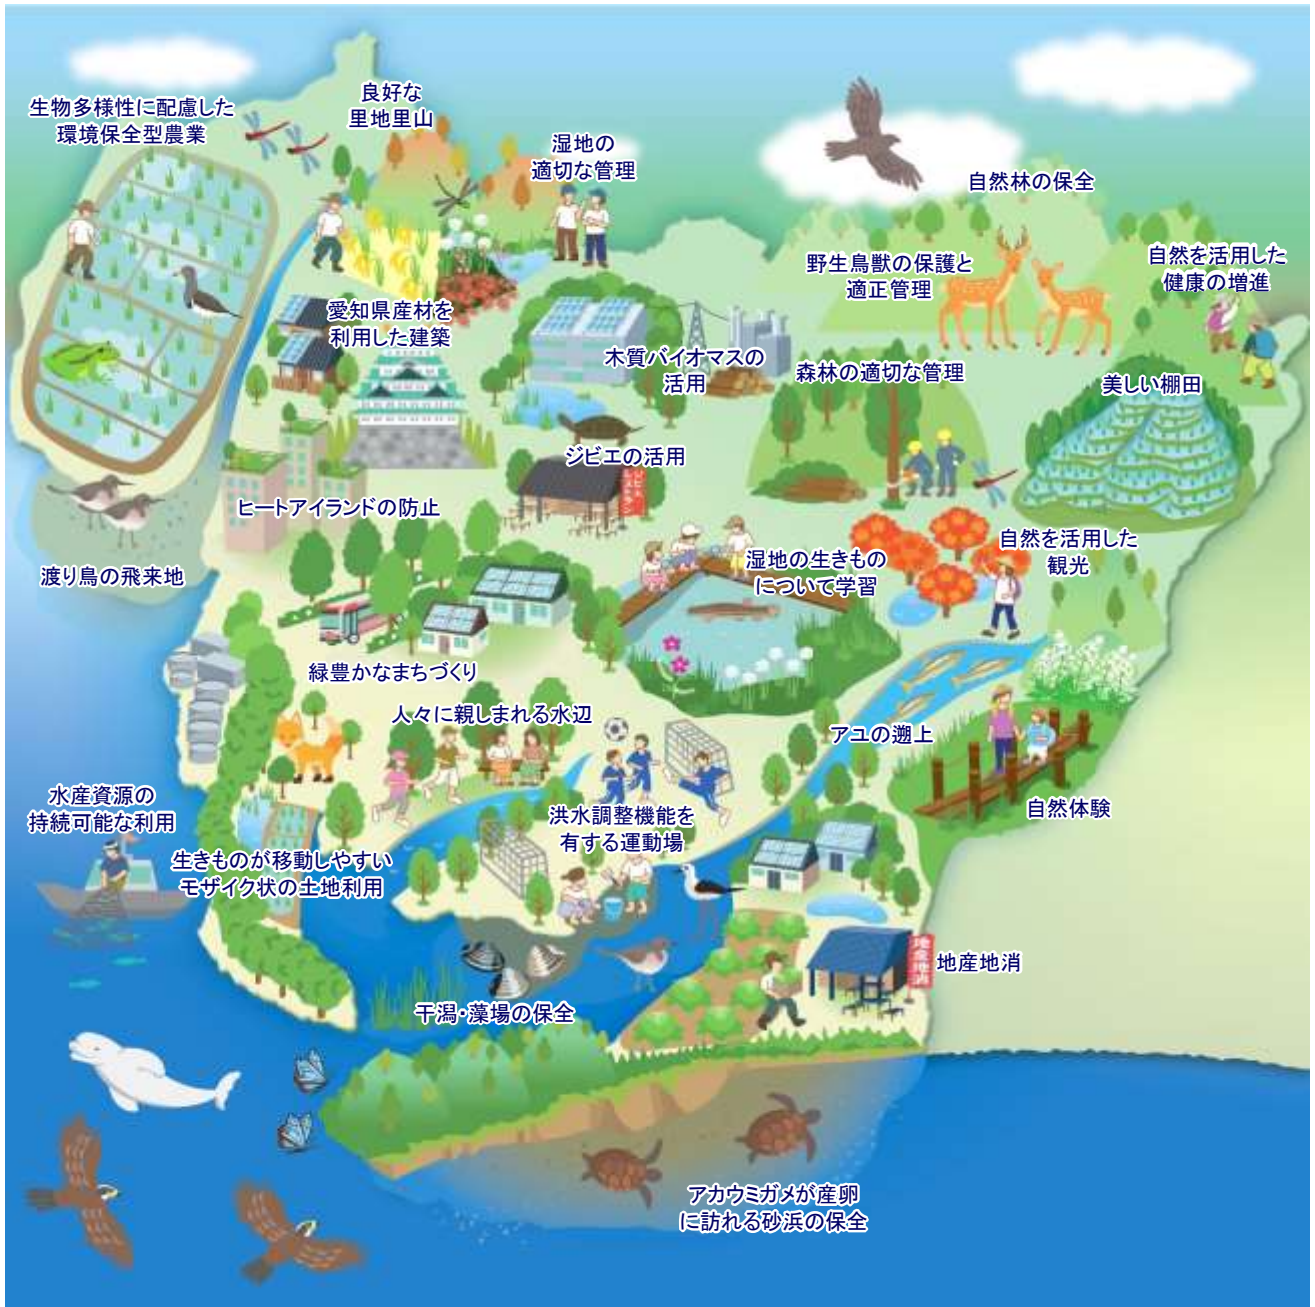 生物多様性に配慮した
環境保全型農業
良好な
里地里山
湿地の
適切な管理
自然林の保全
野生鳥獣の保護と
適正管理
自然を活用した
健康の増進
愛知県産材を
利用した建築
木質バイオマスの
活用
森林の適切な管理
美しい棚田
ジビエの活用
ジビエ
レストラン
ヒートアイランドの防止
渡り鳥の飛来地
湿地の生きもの
について学習
自然を活用した
観光
緑豊かなまちづくり
人々に親しまれる水辺
アユの遡上
水産資源の
持続可能な利用
生きものが移動しやすい
モザイク状の土地利用
洪水調整機能を
有する運動場
自然体験
地産地消
地産地消
干潟・藻場の保全
アカウミガメが産卵
に訪れる砂浜の保全